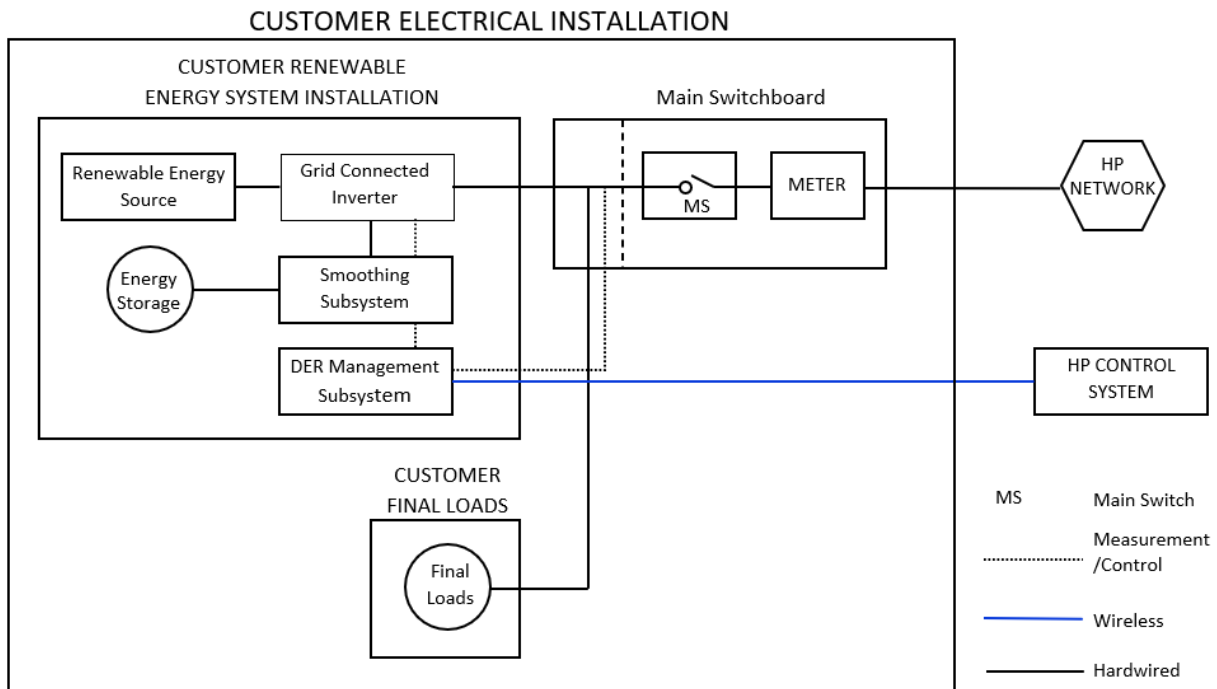 CUSTOMER ELECTRICAL INSTALLATION
CUSTOMER RENEWABLE
ENERGY SYSTEM INSTALLATION
Main Switchboard
Renewable Energy
Source
Grid Connected
Inverter
MS
METER
HP
NETWORK
Energy
Storage
Smoothing
Subsystem
DER Management
Subsystem
HP CONTROL
SYSTEM
CUSTOMER
FINAL LOADS
Final
Loads
MS Main Switch
Measurement
/Control
Wireless
Hardwired